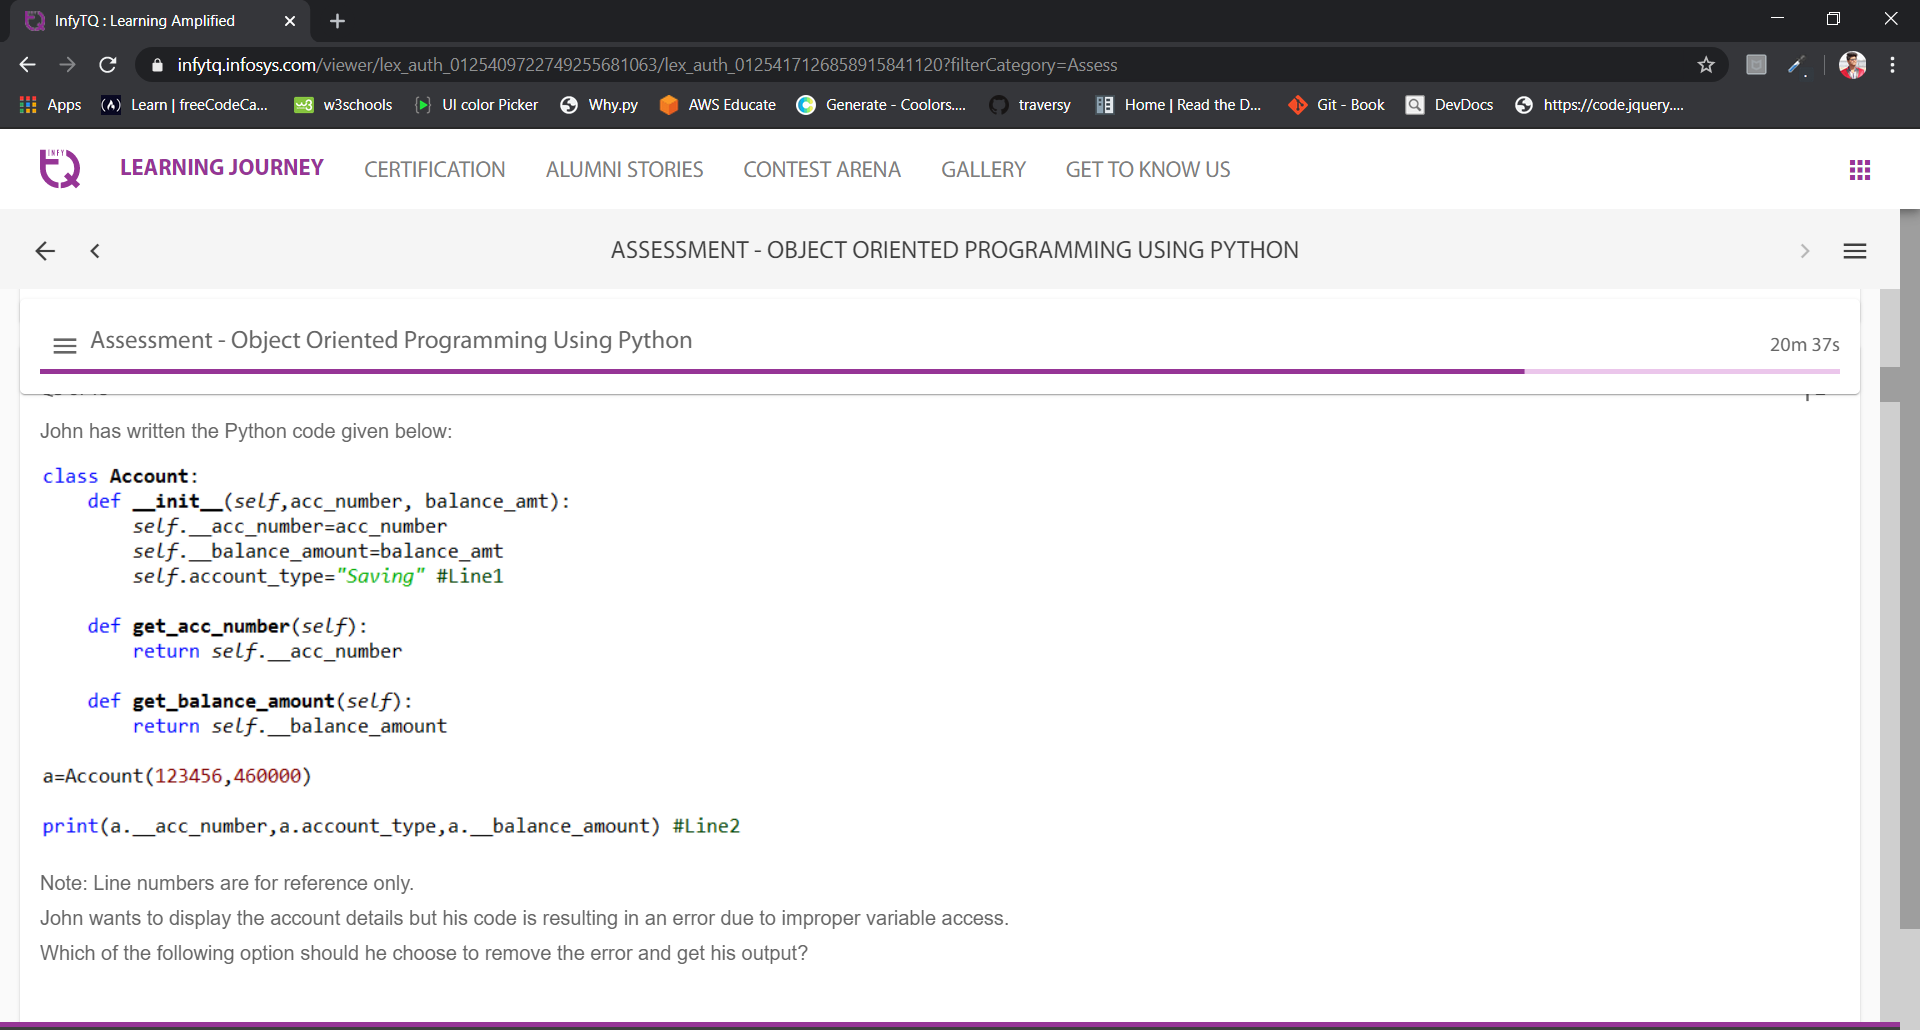 InfyTQ : Learning Amplified
infytq.infosys.com/viewer/lex_auth_0125409722749255681063/lex_auth_0125417126858915841120?filterCategory=Assess
Apps Learn | freeCodeCa... w3schools UI color Picker Why.py AWS Educate Generate - Coolors.... traversy Home | Read the D... Git - Book DevDocs https://code.jquery....
INFY TQ LEARNING JOURNEY CERTIFICATION ALUMNI STORIES CONTEST ARENA GALLERY GET TO KNOW US
ASSESSMENT - OBJECT ORIENTED PROGRAMMING USING PYTHON
Assessment - Object Oriented Programming Using Python 20m 37s
John has written the Python code given below:
class Account:
    def __init__(self,acc_number, balance_amt):
        self.__acc_number=acc_number
        self.__balance_amount=balance_amt
        self.account_type="Saving" #Line1
    def get_acc_number(self):
        return self.__acc_number
    def get_balance_amount(self):
        return self.__balance_amount
a=Account(123456,460000)
print(a.__acc_number,a.account_type,a.__balance_amount) #Line2
Note: Line numbers are for reference only.
John wants to display the account details but his code is resulting in an error due to improper variable access.
Which of the following option should he choose to remove the error and get his output?